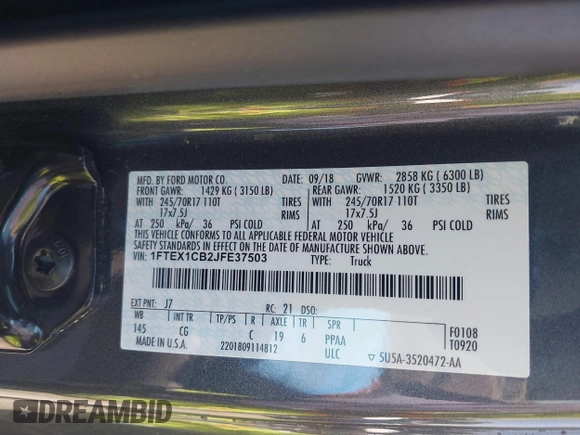 MFD. BY FORD MOTOR CO. DATE: 09/18 GVWR: 2858 KG ( 6300 LB)
FRONT GAWR: 1429 KG ( 3150 LB) REAR GAWR: 1520 KG ( 3350 LB)
WITH 245/70R17 110T TIRES WITH 245/70R17 110T TIRES
17x7.5J RIMS 17x7.5J RIMS
AT 250 kPa/ 36 PSI COLD AT 250 kPa/ 36 PSI COLD
THIS VEHICLE CONFORMS TO ALL APPLICABLE FEDERAL MOTOR VEHICLE
SAFETY STANDARDS IN EFFECT ON THE DATE OF MANUFACTURE SHOWN ABOVE.
VIN: 1FTEX1CB2JFE37503 TYPE: Truck
EXT PNT: J7 RC: 21 DSO:
WB INT TR TP/PS R AXLE TR SPR F0108
145 CG C 19 6 PPAA T0920
MADE IN U.S.A. 2201809114812 ULC 5U5A-3520472-AA
DREAMBID